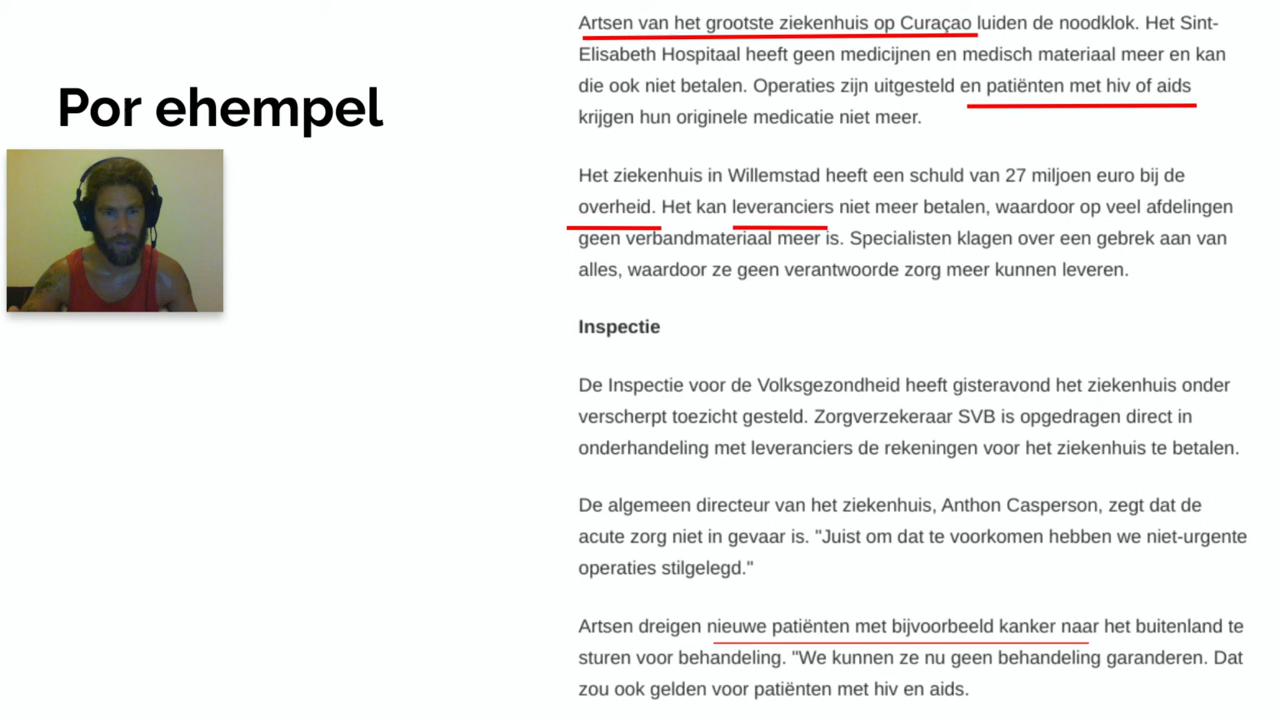 Por ehempel
Artsen van het grootste ziekenhuis op Curaçao luiden de noodklok. Het Sint-
Elisabeth Hospitaal heeft geen medicijnen en medisch materiaal meer en kan
die ook niet betalen. Operaties zijn uitgesteld en patiënten met hiv of aids
krijgen hun originele medicatie niet meer.
Het ziekenhuis in Willemstad heeft een schuld van 27 miljoen euro bij de
overheid. Het kan leveranciers niet meer betalen, waardoor op veel afdelingen
geen verbandmateriaal meer is. Specialisten klagen over een gebrek aan van
alles, waardoor ze geen verantwoorde zorg meer kunnen leveren.
Inspectie
De Inspectie voor de Volksgezondheid heeft gisteravond het ziekenhuis onder
verscherpt toezicht gesteld. Zorgverzekeraar SVB is opgedragen direct in
onderhandeling met leveranciers de rekeningen voor het ziekenhuis te betalen.
De algemeen directeur van het ziekenhuis, Anthon Casperson, zegt dat de
acute zorg niet in gevaar is. "Juist om dat te voorkomen hebben we niet-urgente
operaties stilgelegd."
Artsen dreigen nieuwe patiënten met bijvoorbeeld kanker naar het buitenland te
sturen voor behandeling. "We kunnen ze nu geen behandeling garanderen. Dat
zou ook gelden voor patiënten met hiv en aids.